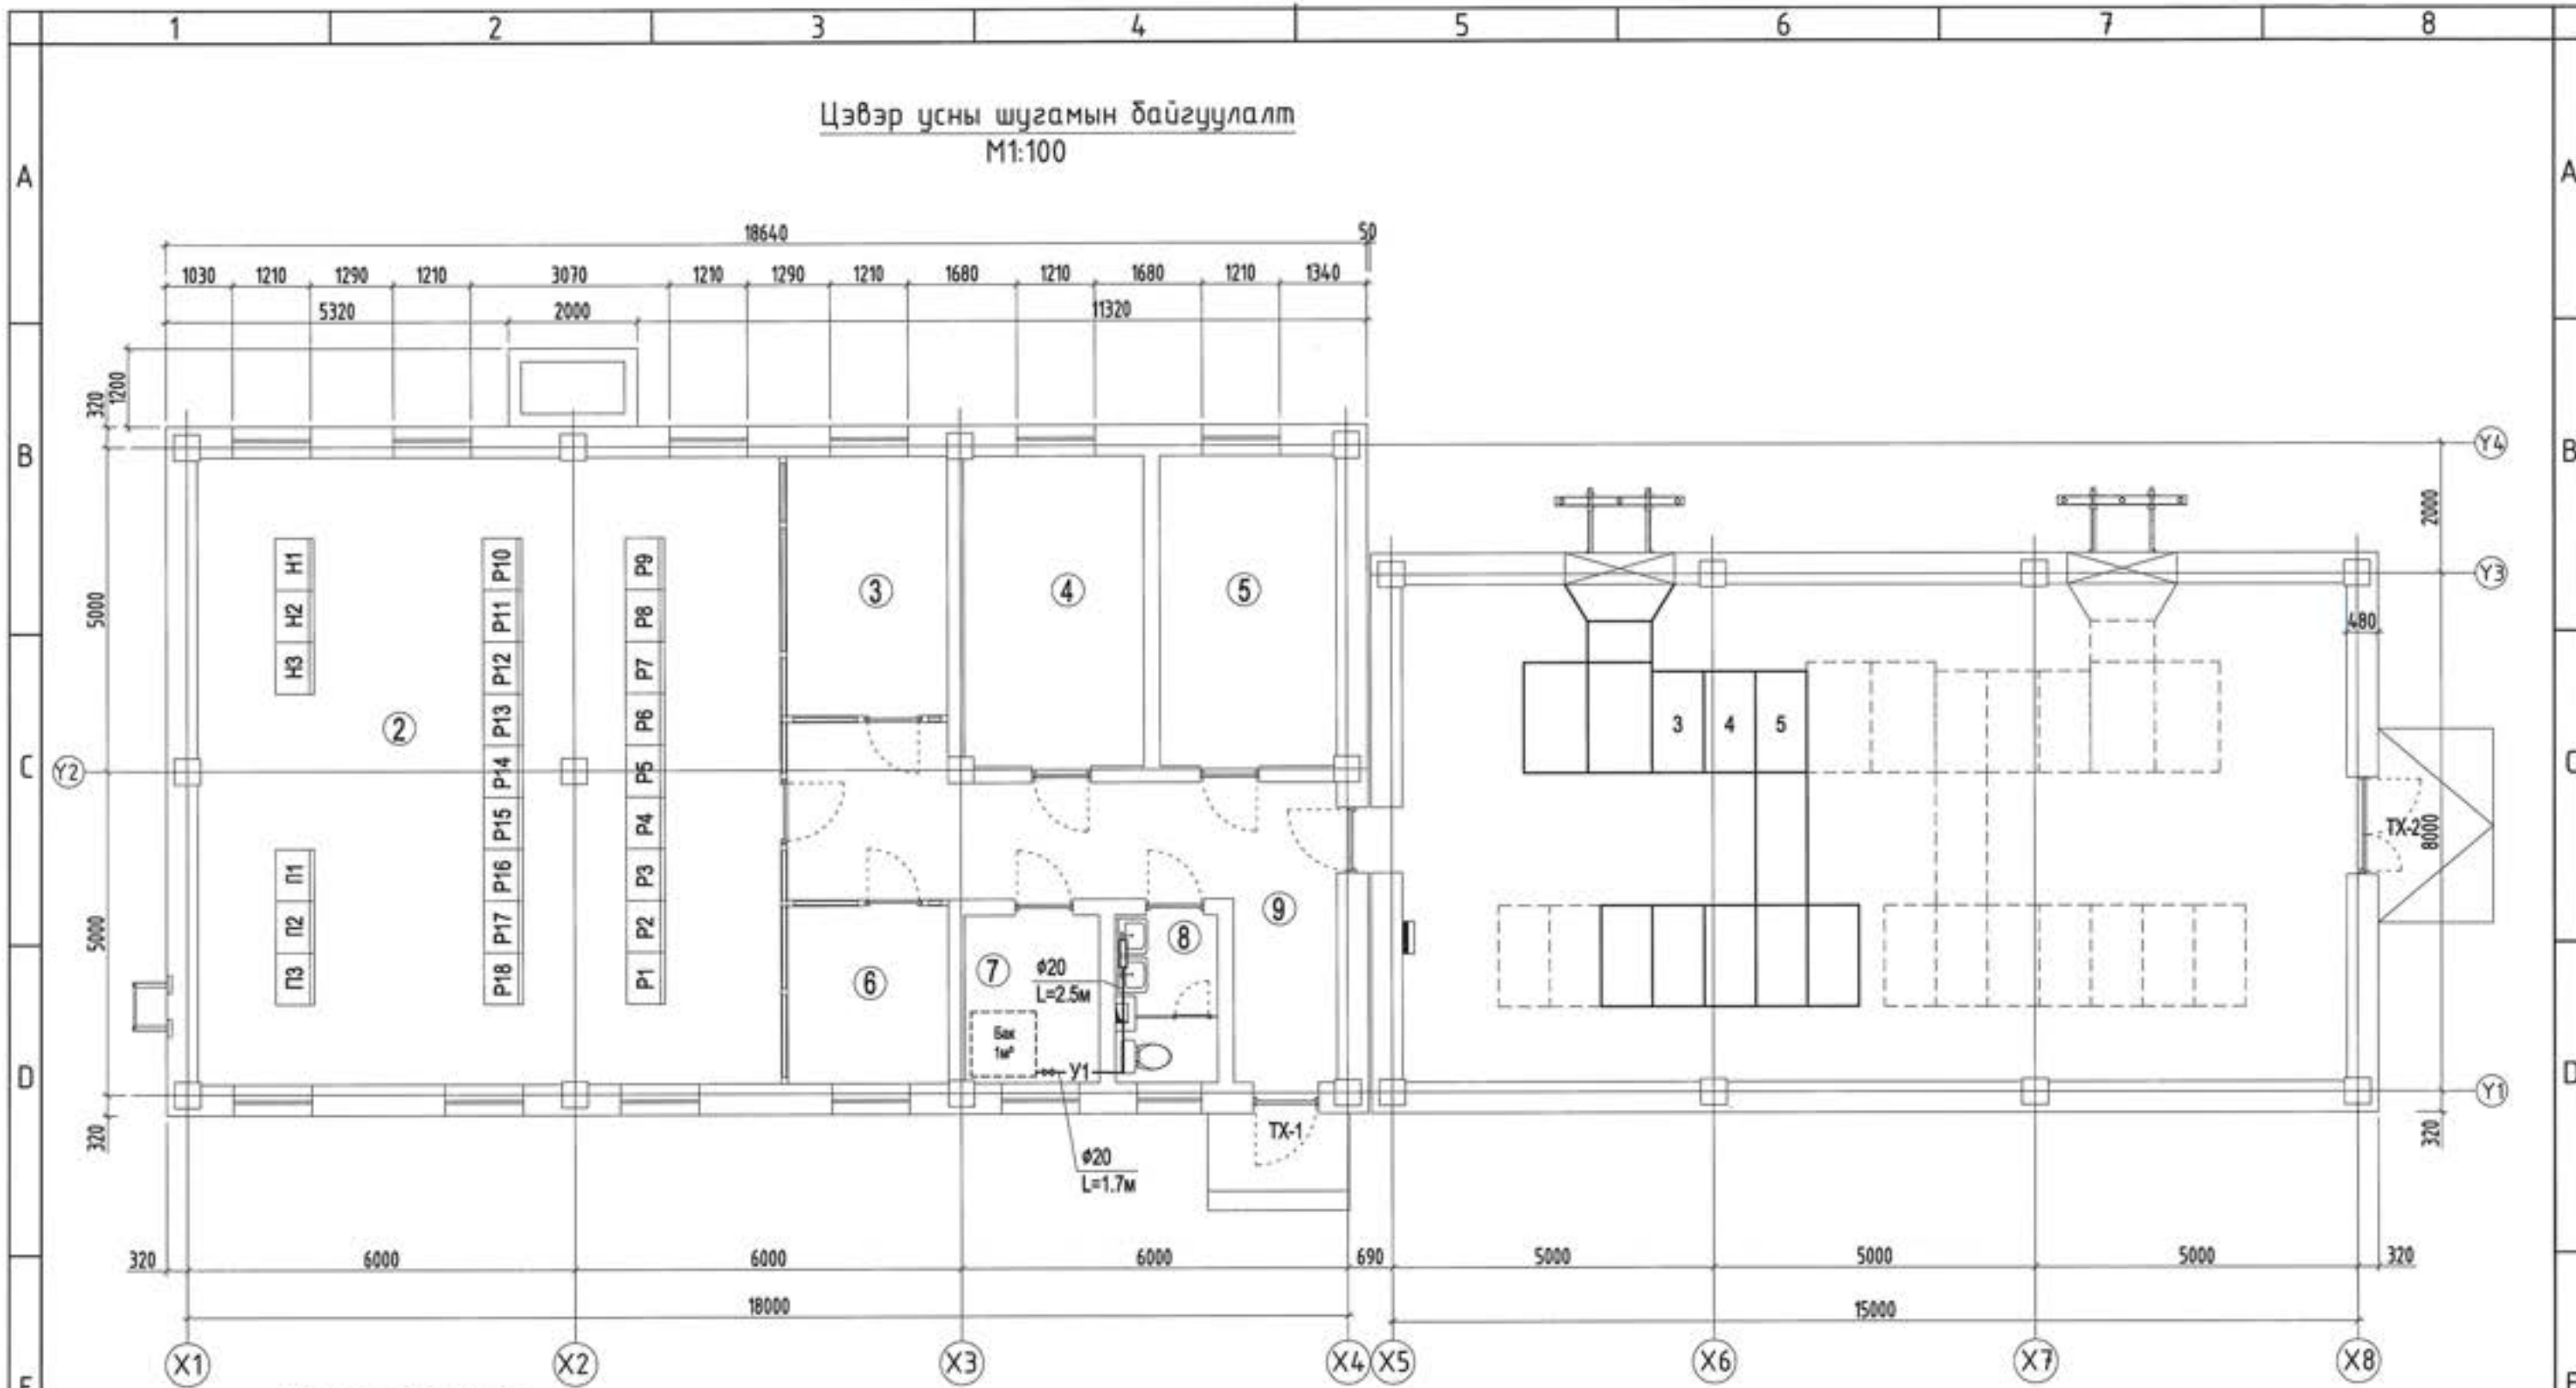 1 2 3 4 5 6 7 8
Цэвэр усны шугамын байгуулалт
М1:100
A A
18640 50
1030 1210 1290 1210 3070 1210 1290 1210 1680 1210 1680 1210 1340
5320 2000 11320
1200
320
B B
Y4
2000
Y3
480
5000
Н1 Н2 Н3
Р10 Р11 Р12 Р13 Р14 Р15 Р16 Р17 Р18
Р9 Р8 Р7 Р6 Р5 Р4 Р3 Р2 Р1
3 4 5
2
3 4 5
C Y2
TX-2
8000
П1 П2 П3
5000
9
8
7
6
ø20
L=2.5м
Бак
1м³
У1
D D
Y1
320 320
TX-1
ø20
L=1.7м
320 6000 6000 6000 690 5000 5000 5000 320
18000 15000
X1 X2 X3 X4 X5 X6 X7 X8